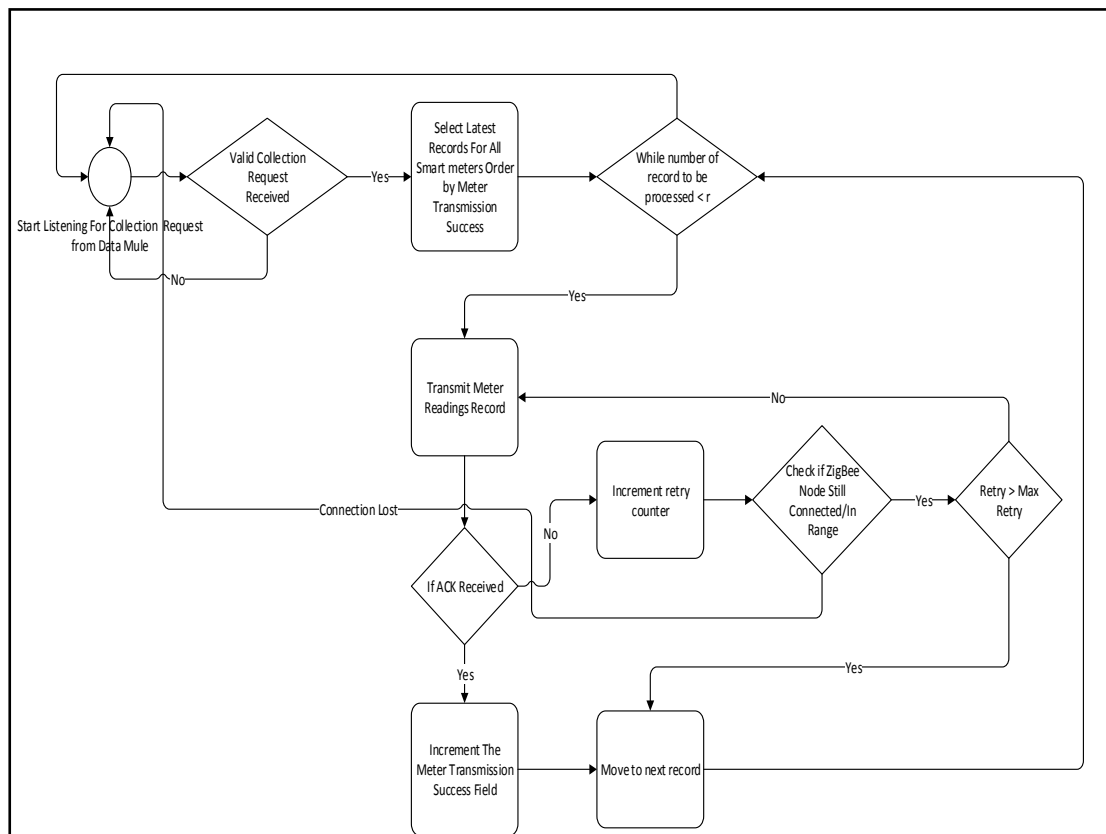 Start Listening For Collection Request
from Data Mule
Valid Collection
Request
Received
Yes
No
Select Latest
Records For All
Smart meters Order
by Meter
Transmission
Success
While number of
record to be
processed < r
Yes
Transmit Meter
Readings Record
No
Increment retry
counter
Check if ZigBee
Node Still
Connected/In
Range
Yes
Retry > Max
Retry
Connection Lost
No
If ACK Received
Yes
Yes
Increment The
Meter Transmission
Success Field
Move to next record